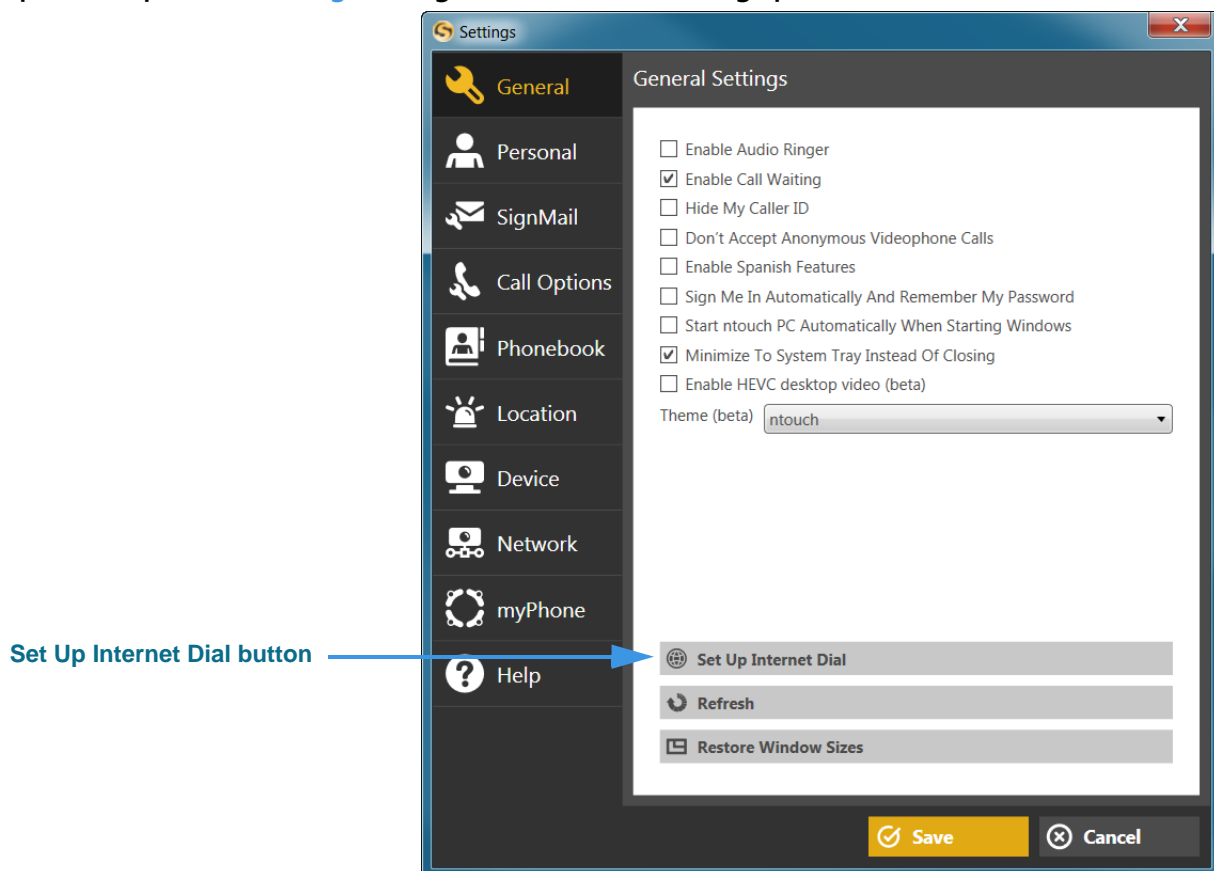 Settings
General
Personal
SignMail
Call Options
Phonebook
Location
Device
Network
myPhone
Help
General Settings
Enable Audio Ringer
Enable Call Waiting
Hide My Caller ID
Don't Accept Anonymous Videophone Calls
Enable Spanish Features
Sign Me In Automatically And Remember My Password
Start ntouch PC Automatically When Starting Windows
Minimize To System Tray Instead Of Closing
Enable HEVC desktop video (beta)
Theme (beta) ntouch
Set Up Internet Dial button
Set Up Internet Dial
Refresh
Restore Window Sizes
Save
Cancel